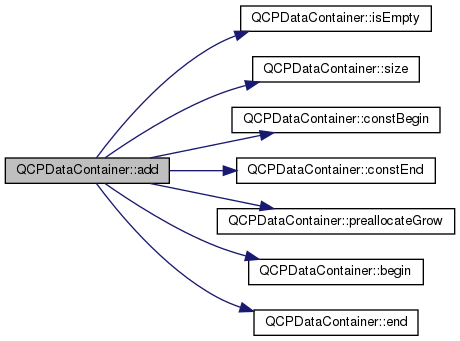 QCPDataContainer::isEmpty
QCPDataContainer::size
QCPDataContainer::constBegin
QCPDataContainer::add
QCPDataContainer::constEnd
QCPDataContainer::preallocateGrow
QCPDataContainer::begin
QCPDataContainer::end